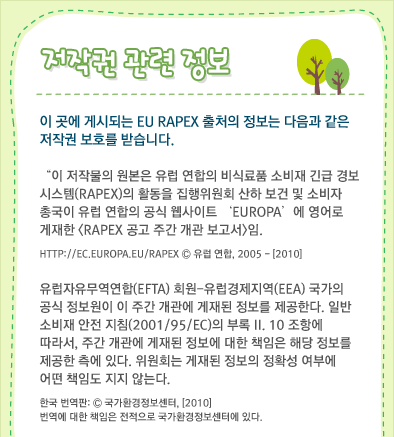 저작권 관련 정보
이 곳에 게시되는 EU RAPEX 출처의 정보는 다음과 같은
저작권 보호를 받습니다.
“이 저작물의 원본은 유럽 연합의 비식료품 소비재 긴급 경보
시스템(RAPEX)의 활동을 집행위원회 산하 보건 및 소비자
총국이 유럽 연합의 공식 웹사이트 ‘EUROPA’에 영어로
게재한 <RAPEX 공고 주간 개관 보고서>임.
HTTP://EC.EUROPA.EU/RAPEX © 유럽 연합, 2005 - [2010]
유럽자유무역연합(EFTA) 회원-유럽경제지역(EEA) 국가의
공식 정보원이 이 주간 개관에 게재된 정보를 제공한다. 일반
소비재 안전 지침(2001/95/EC)의 부록 II. 10 조항에
따라서, 주간 개관에 게재된 정보에 대한 책임은 해당 정보를
제공한 측에 있다. 위원회는 게재된 정보의 정확성 여부에
어떤 책임도 지지 않는다.
한국 번역판: © 국가환경정보센터, [2010]
번역에 대한 책임은 전적으로 국가환경정보센터에 있다.